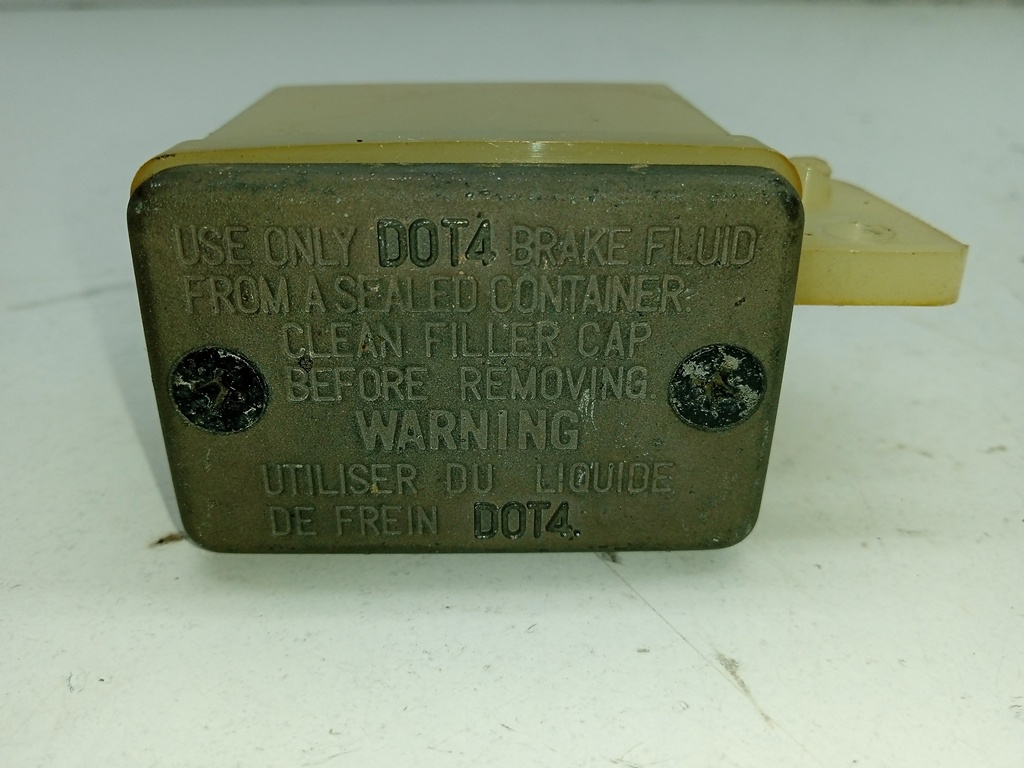 USE ONLY DOT4 BRAKE FLUID
FROM A SEALED CONTAINER.
CLEAN FILLER CAP
BEFORE REMOVING.
WARNING
UTILISER DU LIQUIDE
DE FREIN DOT4.